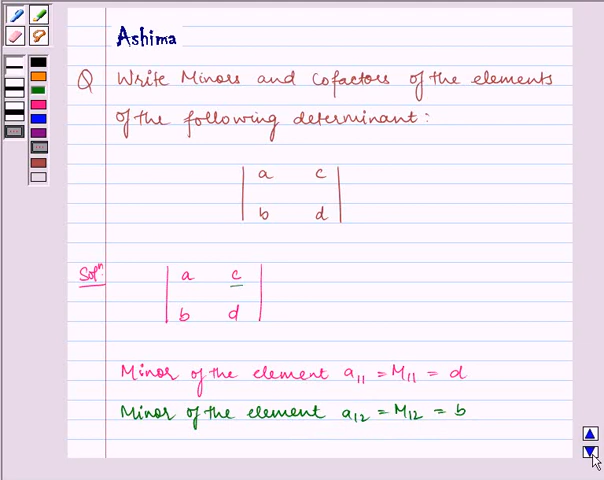 Ashima
Q Write Minors and Cofactors of the elements
of the following determinant:
| a c |
| b d |
Solⁿ:
| a c |
| b d |
Minor of the element a₁₁ = M₁₁ = d
Minor of the element a₁₂ = M₁₂ = b